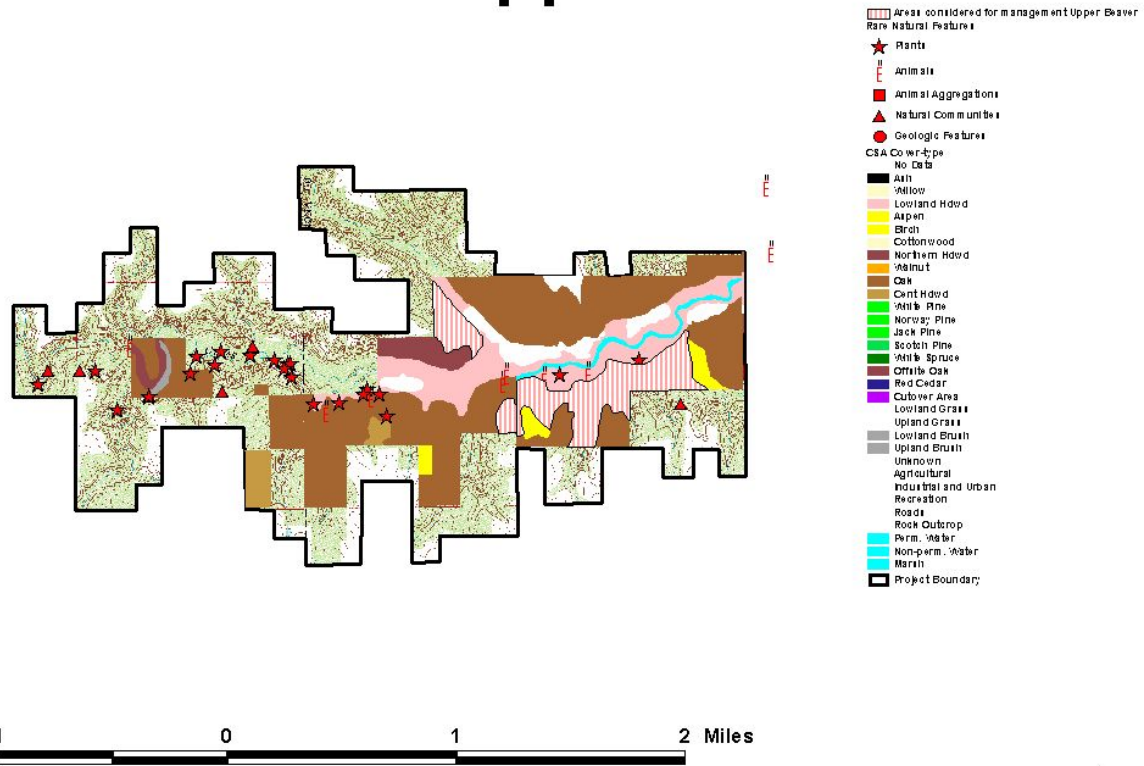 Areas considered for management Upper Beaver
Rare Natural Features
Plants
E Animals
Animal Aggregations
Natural Communities
Geologic Features
CSA Cover-type
No Data
Ash
Willow
Lowland Hdwd
Aspen
Birch
Cottonwood
Northern Hdwd
Walnut
Oak
Cent Hdwd
White Pine
Norway Pine
Jack Pine
Scotch Pine
White Spruce
Offsite Oak
Red Cedar
Cutover Area
Lowland Grass
Upland Grass
Lowland Brush
Upland Brush
Unknown
Agricultural
Industrial and Urban
Recreation
Roads
Rock Outcrop
Perm. Water
Non-perm. Water
Marsh
Project Boundary
E
E
E
E
E
E
E
E
E
0 1 2 Miles